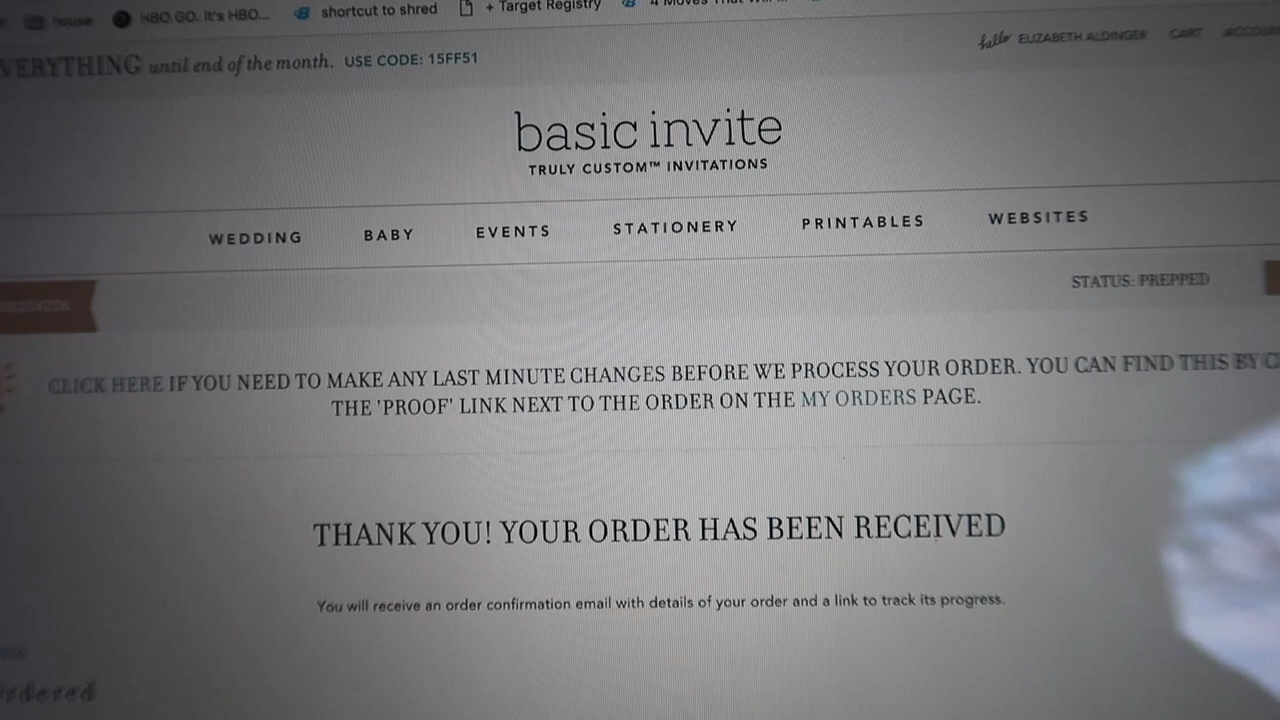 house HBO GO. It's HBO... shortcut to shred + Target Registry
hello ELIZABETH ALDINGER CART
VERYTHING until end of the month. USE CODE: 15FF51
basic invite
TRULY CUSTOM™ INVITATIONS
WEDDING BABY EVENTS STATIONERY PRINTABLES WEBSITES
STATUS: PREPPED
CLICK HERE IF YOU NEED TO MAKE ANY LAST MINUTE CHANGES BEFORE WE PROCESS YOUR ORDER. YOU CAN FIND THIS BY
THE 'PROOF' LINK NEXT TO THE ORDER ON THE MY ORDERS PAGE.
THANK YOU! YOUR ORDER HAS BEEN RECEIVED
You will receive an order confirmation email with details of your order and a link to track its progress.
rdered